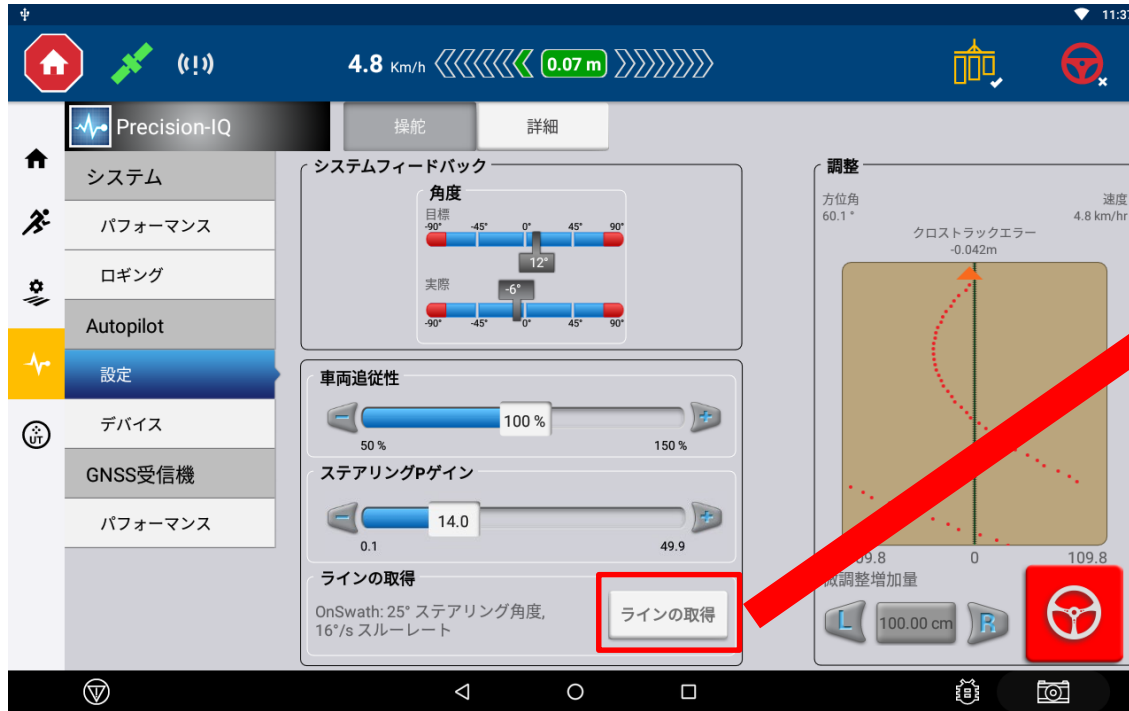 11:37
4.8 Km/h
0.07 m
Precision-IQ
操舵
詳細
システム
パフォーマンス
ロギング
Autopilot
設定
デバイス
GNSS受信機
パフォーマンス
UT
システムフィードバック
角度
目標
-90° -45° 0° 45° 90°
12°
実際
-6°
-90° -45° 0° 45° 90°
車両追従性
100 %
50 % 150 %
ステアリングPゲイン
14.0
0.1 49.9
ラインの取得
OnSwath: 25° ステアリング角度,
16°/s スルーレート
ラインの取得
調整
方位角 速度
60.1 ° 4.8 km/hr
クロストラックエラー
-0.042m
0 109.8
微調整増加量
L 100.00 cm R